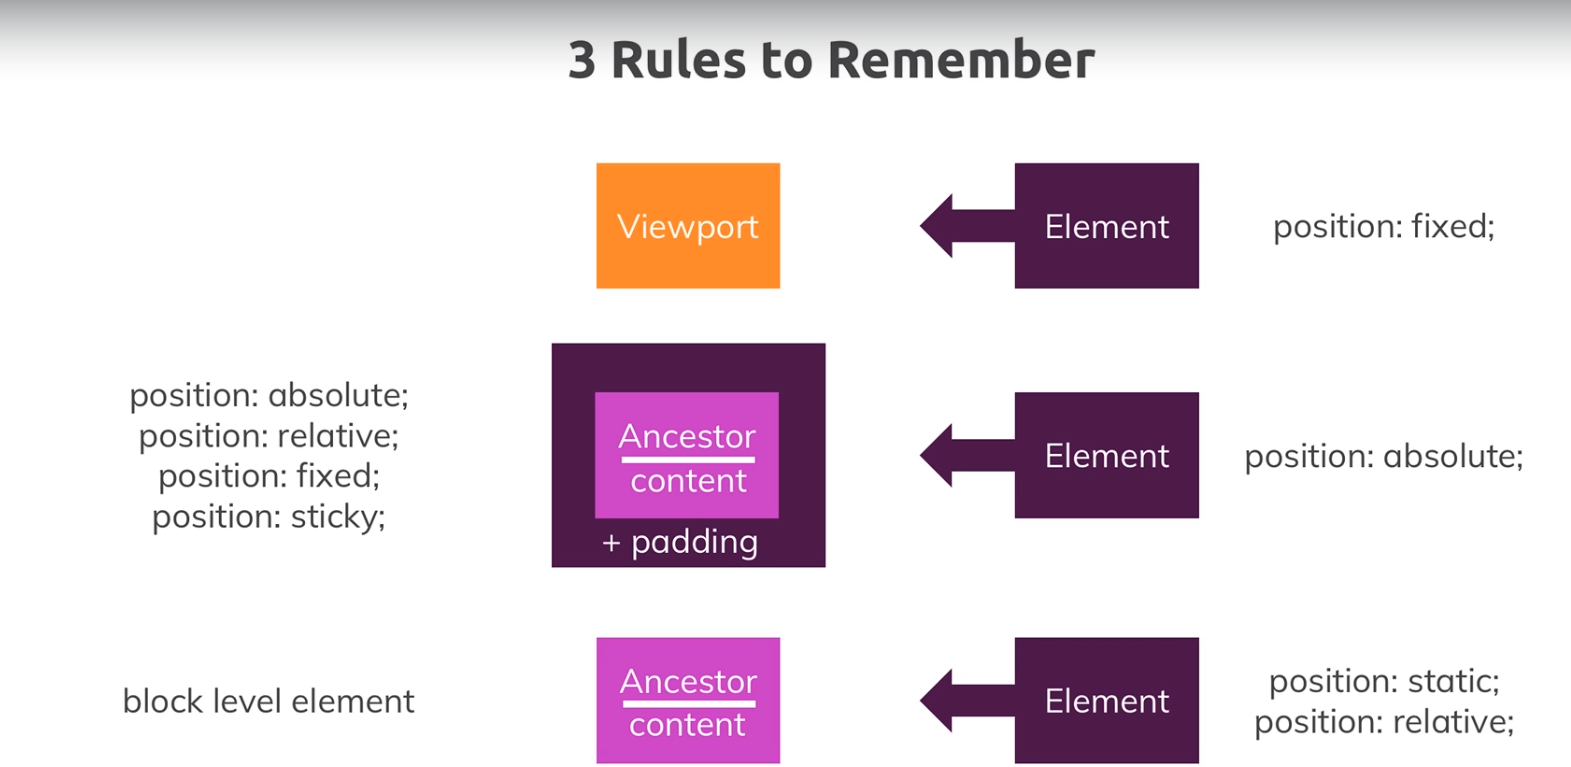 3 Rules to Remember
Viewport
Element
position: fixed;
position: absolute;
position: relative;
position: fixed;
position: sticky;
Ancestor
content
+ padding
Element
position: absolute;
block level element
Ancestor
content
Element
position: static;
position: relative;